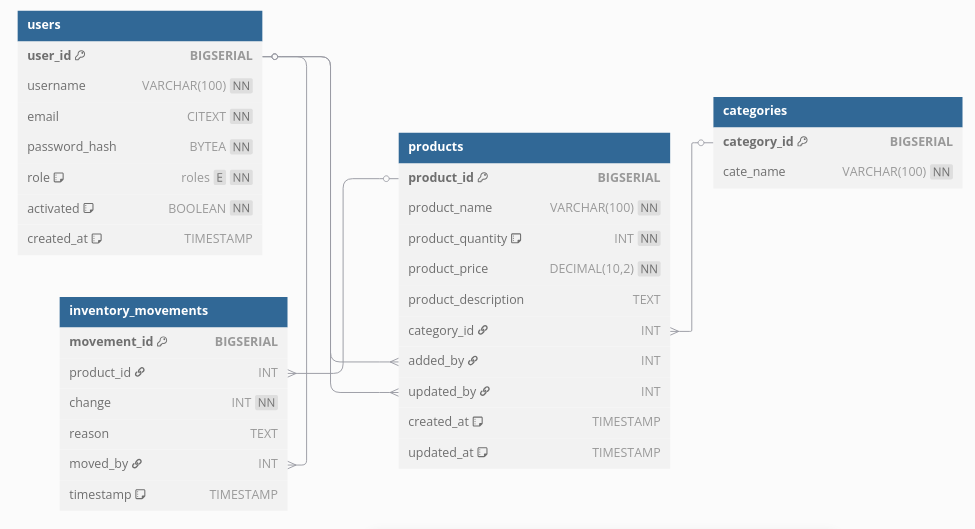 users
user_id BIGSERIAL
username VARCHAR(100) NN
email CITEXT NN
password_hash BYTEA NN
role roles E NN
activated BOOLEAN NN
created_at TIMESTAMP
inventory_movements
movement_id BIGSERIAL
product_id INT
change INT NN
reason TEXT
moved_by INT
timestamp TIMESTAMP
products
product_id BIGSERIAL
product_name VARCHAR(100) NN
product_quantity INT NN
product_price DECIMAL(10,2) NN
product_description TEXT
category_id INT
added_by INT
updated_by INT
created_at TIMESTAMP
updated_at TIMESTAMP
categories
category_id BIGSERIAL
cate_name VARCHAR(100) NN